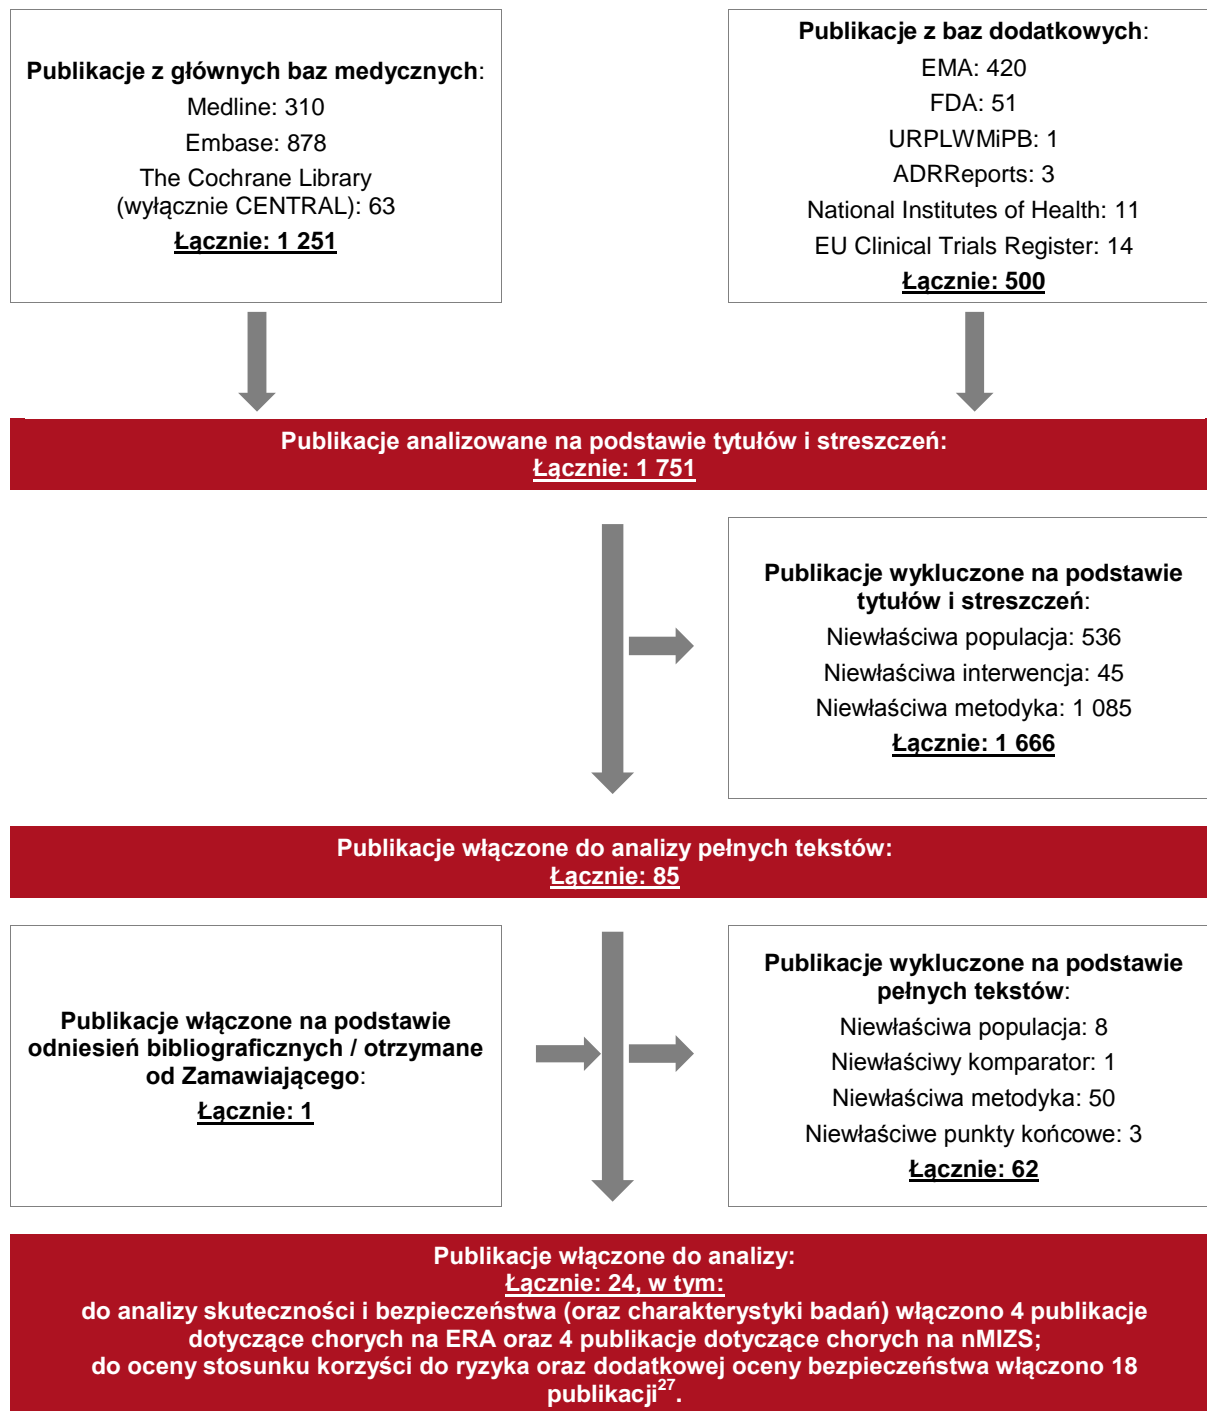 Publikacje z głównych baz medycznych:
Medline: 310
Embase: 878
The Cochrane Library
(wyłącznie CENTRAL): 63
Łącznie: 1 251
Publikacje z baz dodatkowych:
EMA: 420
FDA: 51
URPLWMiPB: 1
ADRReports: 3
National Institutes of Health: 11
EU Clinical Trials Register: 14
Łącznie: 500
Publikacje analizowane na podstawie tytułów i streszczeń:
Łącznie: 1 751
Publikacje wykluczone na podstawie
tytułów i streszczeń:
Niewłaściwa populacja: 536
Niewłaściwa interwencja: 45
Niewłaściwa metodyka: 1 085
Łącznie: 1 666
Publikacje włączone do analizy pełnych tekstów:
Łącznie: 85
Publikacje włączone na podstawie
odniesień bibliograficznych / otrzymane
od Zamawiającego:
Łącznie: 1
Publikacje wykluczone na podstawie
pełnych tekstów:
Niewłaściwa populacja: 8
Niewłaściwy komparator: 1
Niewłaściwa metodyka: 50
Niewłaściwe punkty końcowe: 3
Łącznie: 62
Publikacje włączone do analizy:
Łącznie: 24, w tym:
do analizy skuteczności i bezpieczeństwa (oraz charakterystyki badań) włączono 4 publikacje
dotyczące chorych na ERA oraz 4 publikacje dotyczące chorych na nMIZS;
do oceny stosunku korzyści do ryzyka oraz dodatkowej oceny bezpieczeństwa włączono 18
publikacji27.